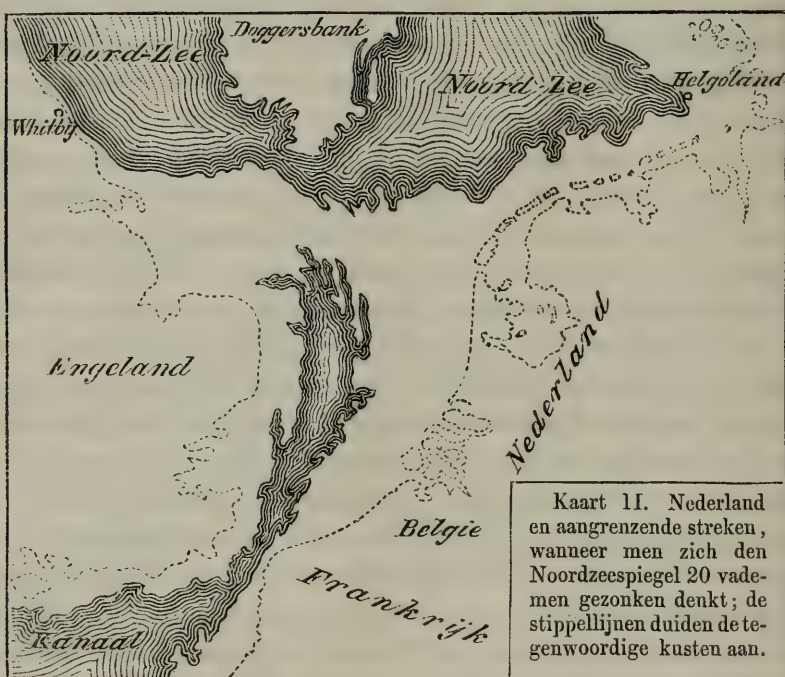 Doggersbank
Noord-Zee
Noord-Zee
Helgoland
Whitby
Engeland
Nederland
Belgie
Frankrijk
Kanaal
Kaart II. Nederland
en aangrenzende streken,
wanneer men zich den
Noordzeespiegel 20 vade-
men gezonken denkt; de
stippellijnen duiden de te-
genwoordige kusten aan.